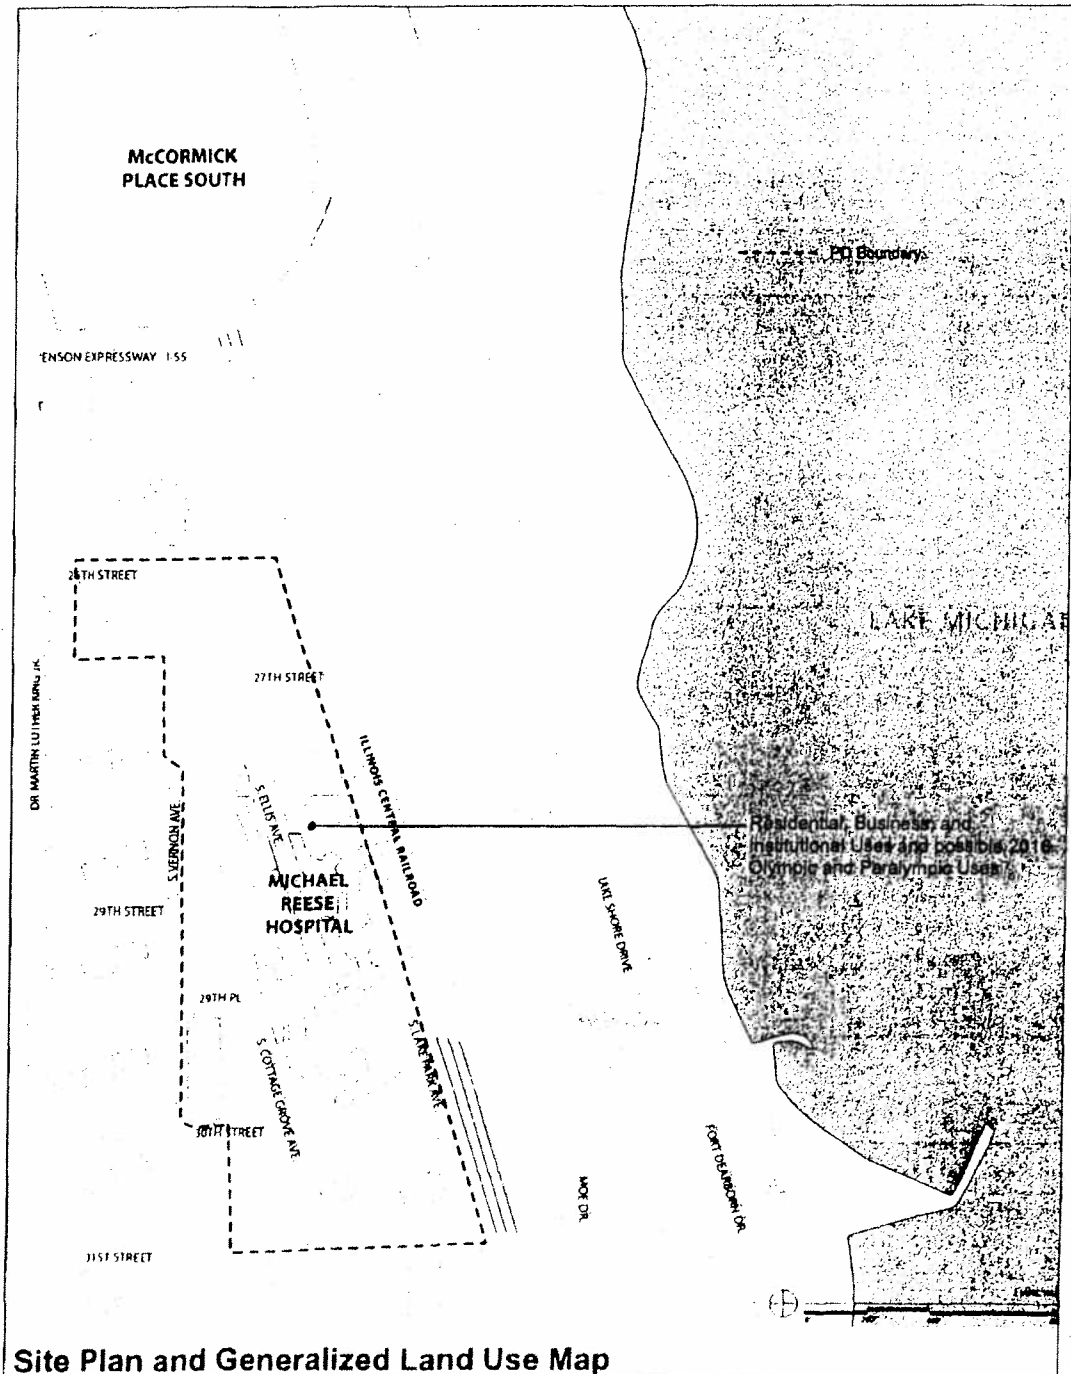 McCORMICK
PLACE SOUTH
PD Boundary
ENSON EXPRESSWAY I-55
26TH STREET
LAKE MICHIGA
27TH STREET
DR MARTIN LUTHER KING JR
ILLINOIS CENTRAL RAILROAD
S ELLIS AVE
S VERNON AVE
Residential, Business, and
Institutional Uses and possible 2016
Olympic and Paralympic Uses
MICHAEL
REESE
HOSPITAL
29TH STREET
LAKE SHORE DRIVE
29TH PL
S LAKE PARK AVE
S COTTAGE GROVE AVE
30TH STREET
FORT DEARBORN DR
MOE DR.
31ST STREET
Site Plan and Generalized Land Use Map